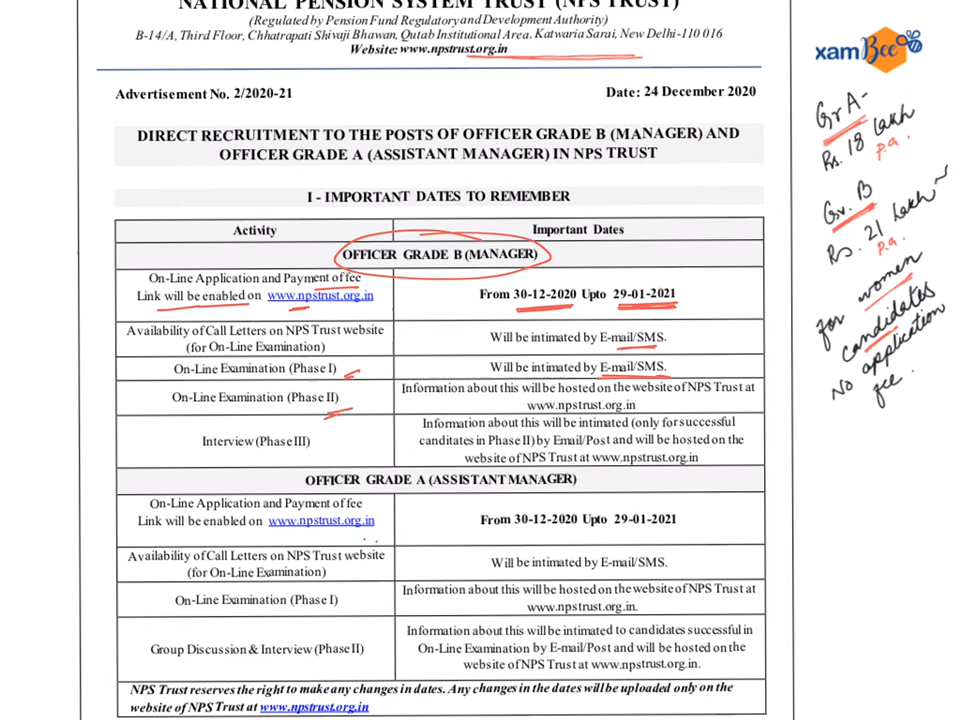 NATIONAL PENSION SYSTEM TRUST (NPS TRUST)
(Regulated by Pension Fund Regulatory and Development Authority)
B-14/A, Third Floor, Chhatrapati Shivaji Bhawan, Qutab Institutional Area. Katwaria Sarai, New Delhi-110 016
Website: www.npstrust.org.in
Advertisement No. 2/2020-21
Date: 24 December 2020
DIRECT RECRUITMENT TO THE POSTS OF OFFICER GRADE B (MANAGER) AND
OFFICER GRADE A (ASSISTANT MANAGER) IN NPS TRUST
I - IMPORTANT DATES TO REMEMBER
Activity
Important Dates
OFFICER GRADE B (MANAGER)
On-Line Application and Payment of fee
Link will be enabled on www.npstrust.org.in
From 30-12-2020 Upto 29-01-2021
Availability of Call Letters on NPS Trust website
(for On-Line Examination)
Will be intimated by E-mail/SMS.
On-Line Examination (Phase I)
Will be intimated by E-mail/SMS.
On-Line Examination (Phase II)
Information about this will be hosted on the website of NPS Trust at
www.npstrust.org.in
Interview (Phase III)
Information about this will be intimated (only for successful
canditates in Phase II) by Email/Post and will be hosted on the
website of NPS Trust at www.npstrust.org.in
OFFICER GRADE A (ASSISTANT MANAGER)
On-Line Application and Payment of fee
Link will be enabled on www.npstrust.org.in
From 30-12-2020 Upto 29-01-2021
Availability of Call Letters on NPS Trust website
(for On-Line Examination)
Will be intimated by E-mail/SMS.
On-Line Examination (Phase I)
Information about this will be hosted on the website of NPS Trust at
www.npstrust.org.in.
Group Discussion & Interview (Phase II)
Information about this will be intimated to candidates successful in
On-Line Examination by E-mail/Post and will be hosted on the
website of NPS Trust at www.npstrust.org.in.
NPS Trust reserves the right to make any changes in dates. Any changes in the dates will be uploaded only on the
website of NPS Trust at www.npstrust.org.in
xamBee
Gr A-
Rs. 18 lakh
p.a.
Gr. B
Rs. 21 lakh~
p.a.
for women
candidates
No application
fee.